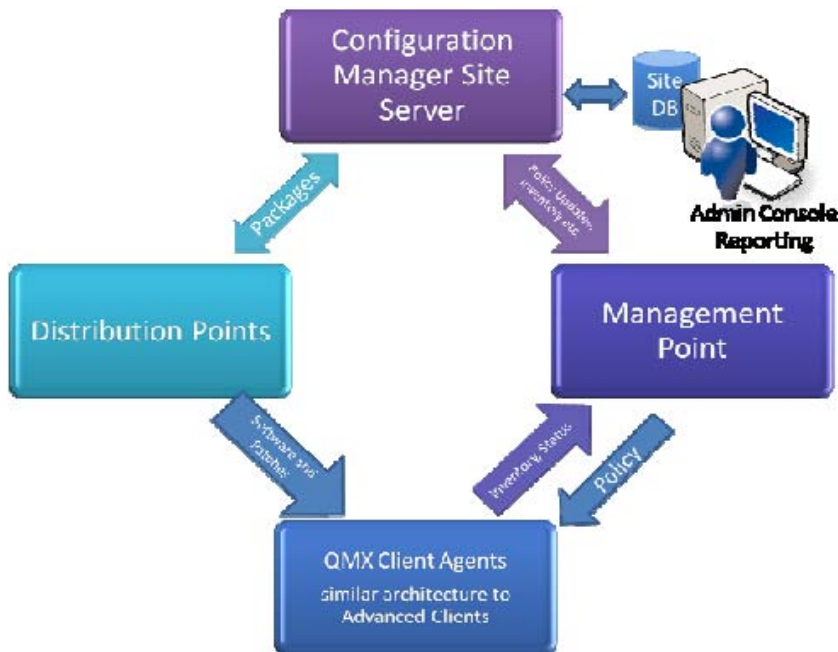 Configuration
Manager Site
Server
Site
DB
Admin Console
Reporting
Packages
Policy Updates,
Inventory etc
Distribution Points
Management
Point
Software and
Patches
Inventory, Status
Policy
QMX Client Agents
similar architecture to
Advanced Clients